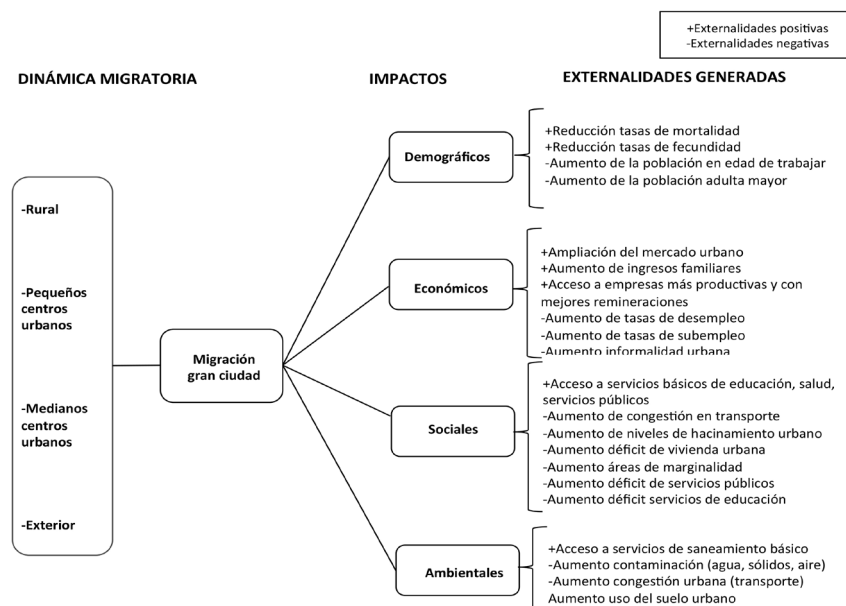 +Externalidades positivas
-Externalidades negativas
DINÁMICA MIGRATORIA
IMPACTOS
EXTERNALIDADES GENERADAS
-Rural
-Pequeños
centros
urbanos
-Medianos
centros
urbanos
-Exterior
Migración
gran ciudad
Demográficos
+Reducción tasas de mortalidad
+Reducción tasas de fecundidad
-Aumento de la población en edad de trabajar
-Aumento de la población adulta mayor
Económicos
+Ampliación del mercado urbano
+Aumento de ingresos familiares
+Acceso a empresas más productivas y con
mejores remineraciones
-Aumento de tasas de desempleo
-Aumento de tasas de subempleo
-Aumento informalidad urbana
Sociales
+Acceso a servicios básicos de educación, salud,
servicios públicos
-Aumento de congestión en transporte
-Aumento de niveles de hacinamiento urbano
-Aumento déficit de vivienda urbana
-Aumento áreas de marginalidad
-Aumento déficit de servicios públicos
-Aumento déficit servicios de educación
Ambientales
+Acceso a servicios de saneamiento básico
-Aumento contaminación (agua, sólidos, aire)
-Aumento congestión urbana (transporte)
Aumento uso del suelo urbano